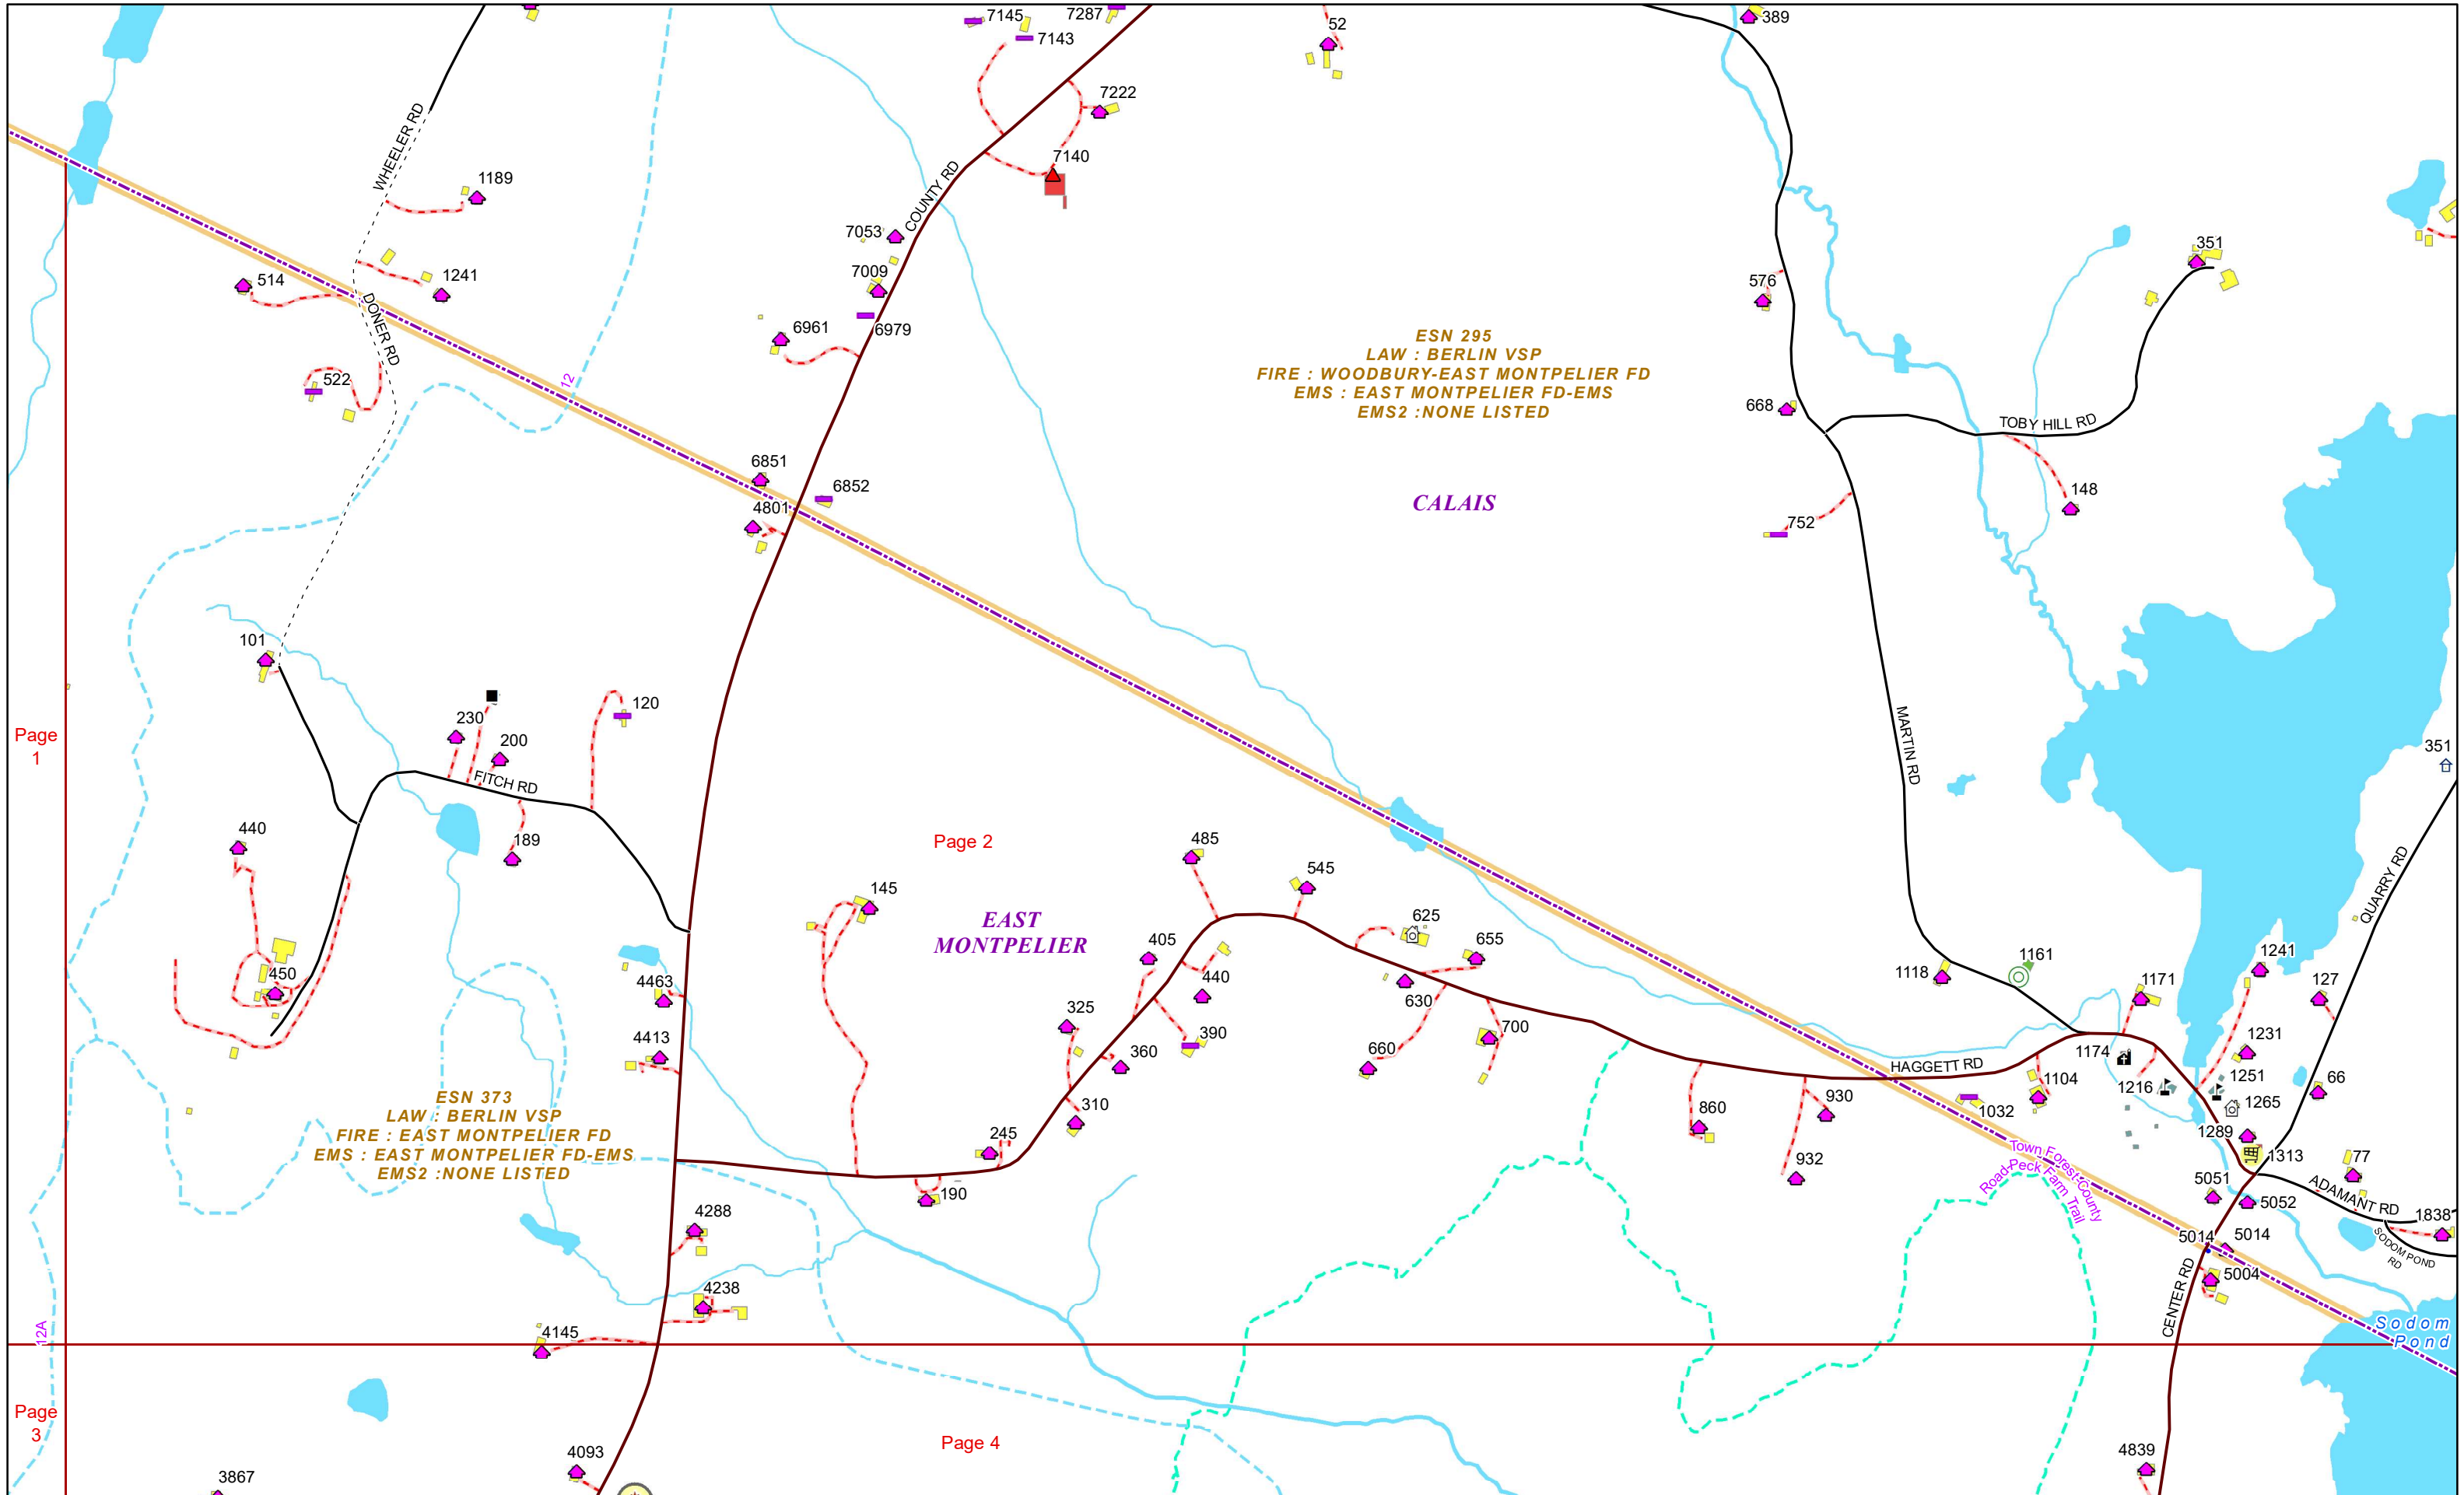 7145
7287
7143
52
389
7222
WHEELER RD
7140
1189
COUNTY RD
7053
351
514
1241
7009
576
DONER RD
6961
6979
ESN 295
LAW : BERLIN VSP
FIRE : WOODBURY-EAST MONTPELIER FD
EMS : EAST MONTPELIER FD-EMS
EMS2 :NONE LISTED
522
12
668
TOBY HILL RD
6851
6852
4801
CALAIS
148
752
101
120
230
200
Page
1
FITCH RD
MARTIN RD
351
440
189
Page 2
485
545
145
EAST
MONTPELIER
QUARRY RD
625
405
655
450
4463
440
630
1118
1161
1241
1171
127
325
390
700
4413
360
660
1174
1231
HAGGETT RD
1104
1216
1251
66
ESN 373
LAW : BERLIN VSP
FIRE : EAST MONTPELIER FD
EMS : EAST MONTPELIER FD-EMS
EMS2 :NONE LISTED
310
860
930
1032
1265
245
1289
1313
77
932
Town Forest-County
Road-Peck Farm Trail
190
5051
5052
ADAMANT RD
1838
4288
5014
5014
SODOM POND
RD
4238
5004
CENTER RD
12A
4145
Sodom
Pond
Page
3
Page 4
4093
4839
3867